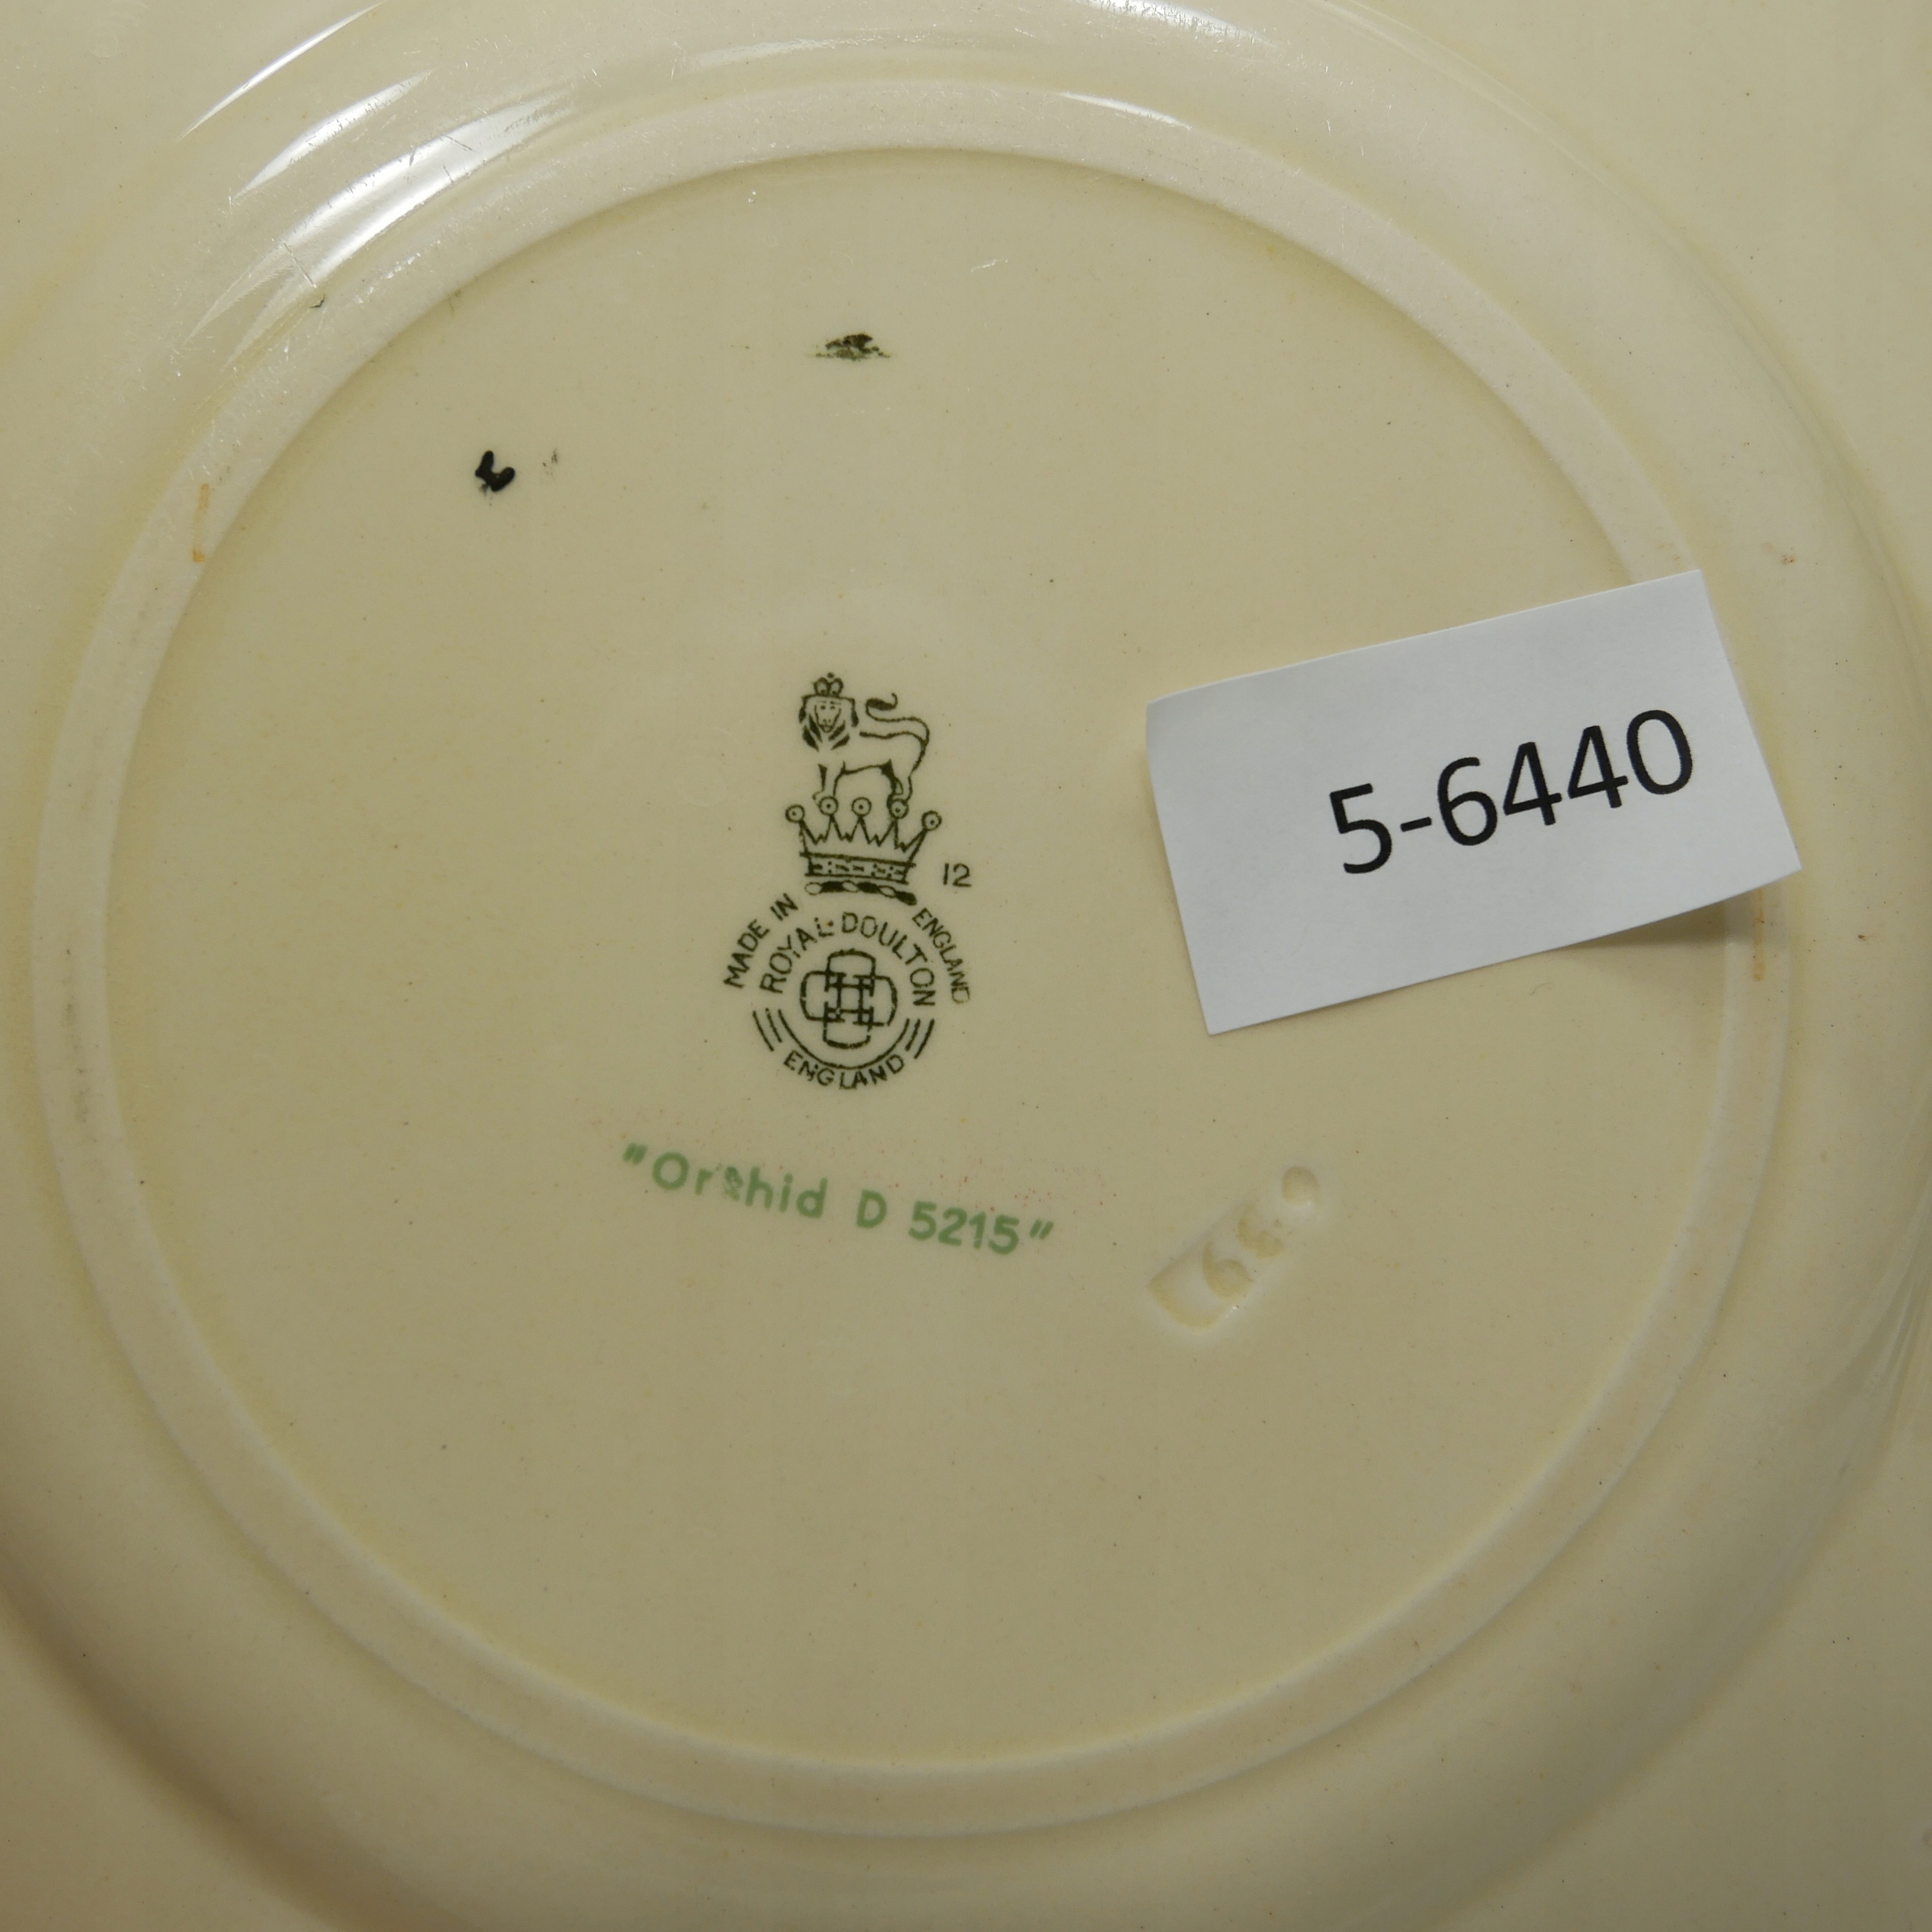 12
MADE IN ENGLAND
ROYAL·DOULTON
ENGLAND
"Orchid D 5215"
5-6440